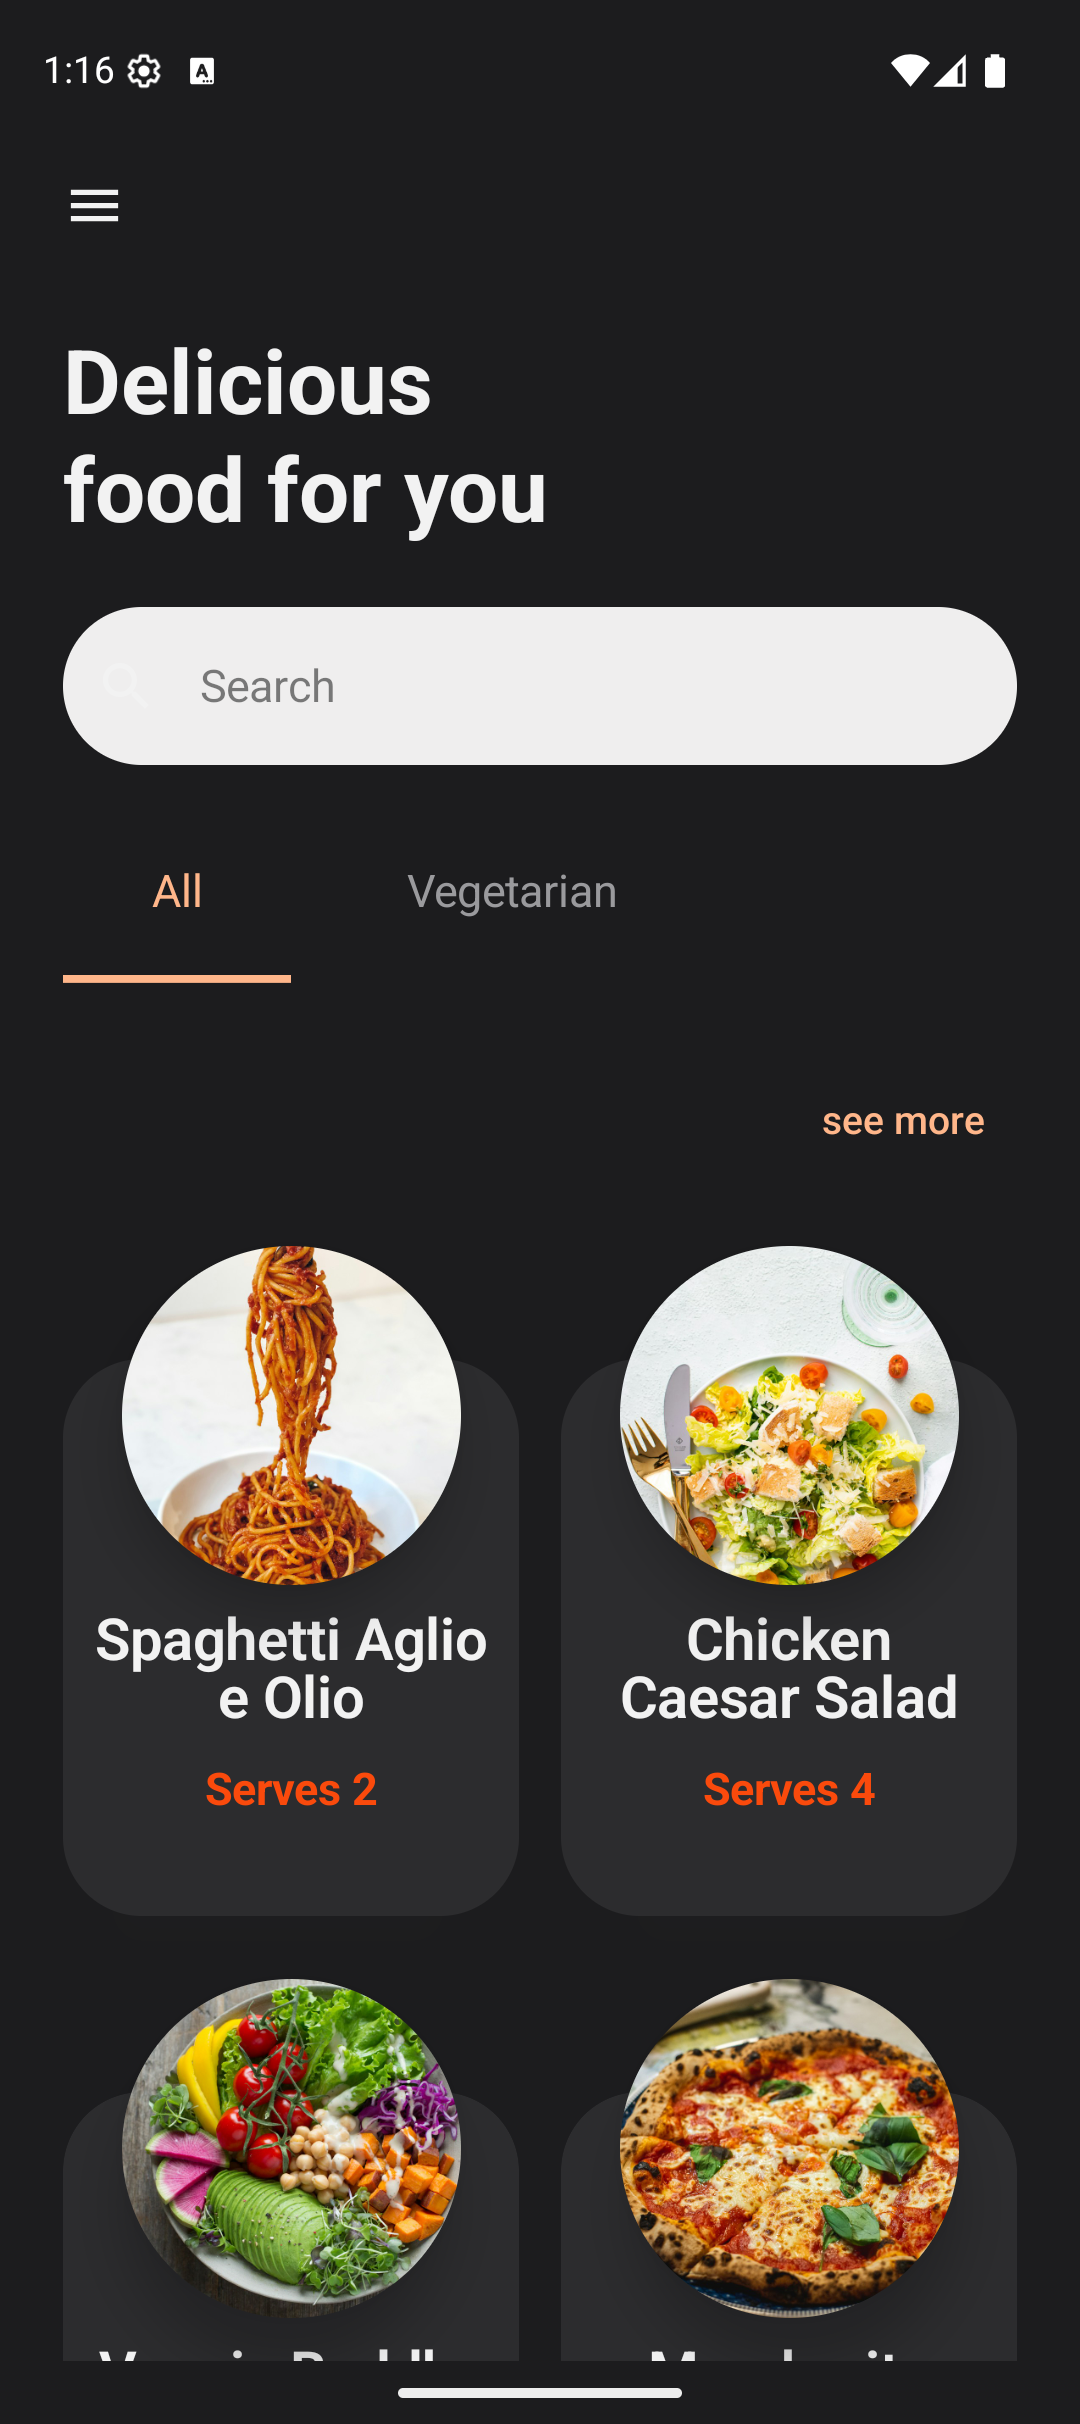 1:16
Delicious
food for you
Search
All
Vegetarian
see more
Spaghetti Aglio
e Olio
Serves 2
Chicken
Caesar Salad
Serves 4